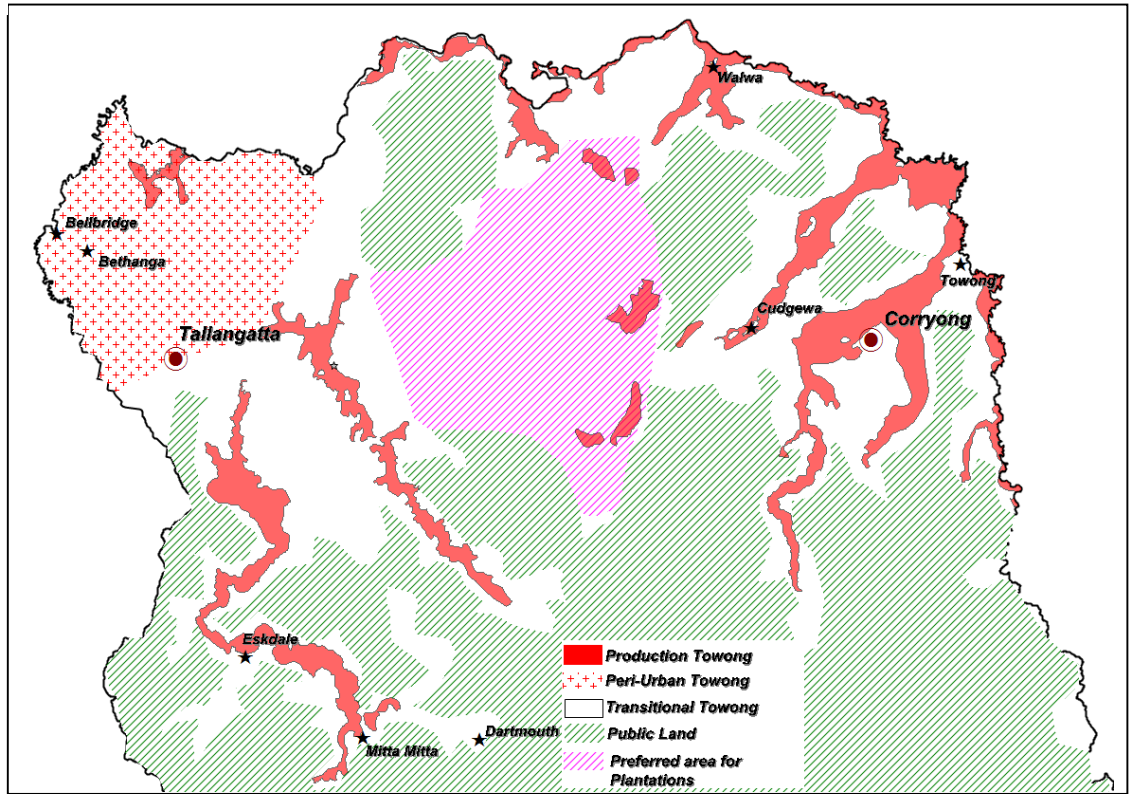 Walwa
Bellbridge
Bethanga
Towong
Cudgewa
Corryong
Tallangatta
Eskdale
Mitta Mitta
Dartmouth
Production Towong
Peri-Urban Towong
Transitional Towong
Public Land
Preferred area for
Plantations